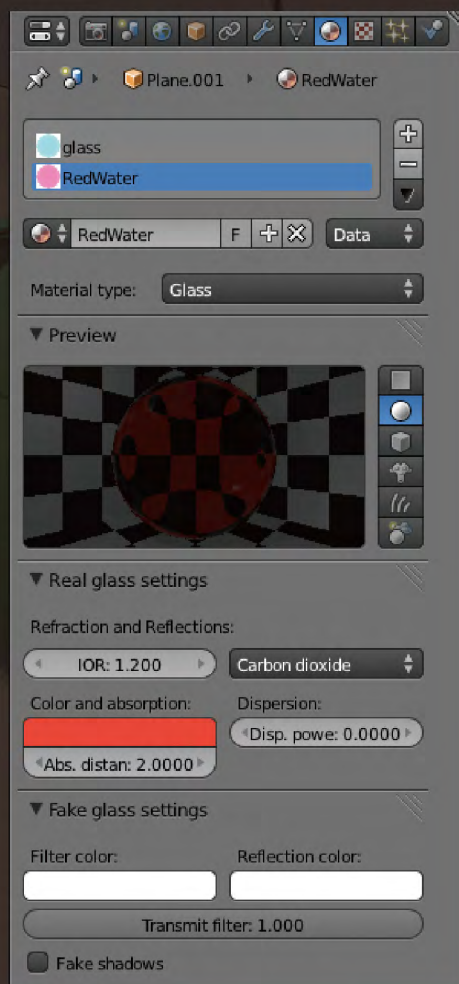 Plane.001 RedWater
glass
RedWater
RedWater F Data
Material type: Glass
Preview
Real glass settings
Refraction and Reflections:
IOR: 1.200 Carbon dioxide
Color and absorption: Dispersion:
Disp. powe: 0.0000
Abs. distan: 2.0000
Fake glass settings
Filter color: Reflection color:
Transmit filter: 1.000
Fake shadows